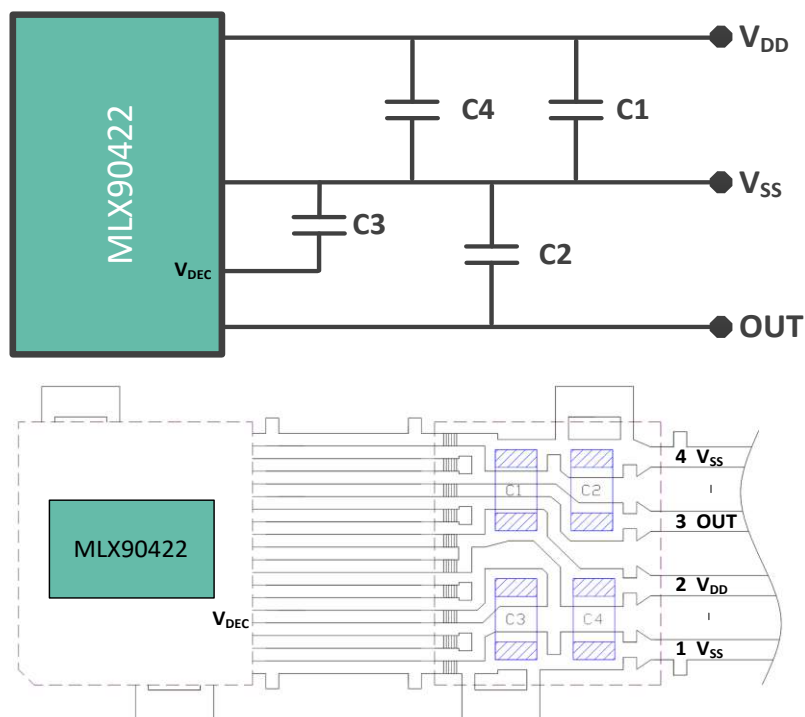 MLX90422
V_DD
C4
C1
V_SS
C3
V_DEC
C2
OUT
4 V_SS
C1
C2
3 OUT
MLX90422
2 V_DD
V_DEC
C3
C4
1 V_SS